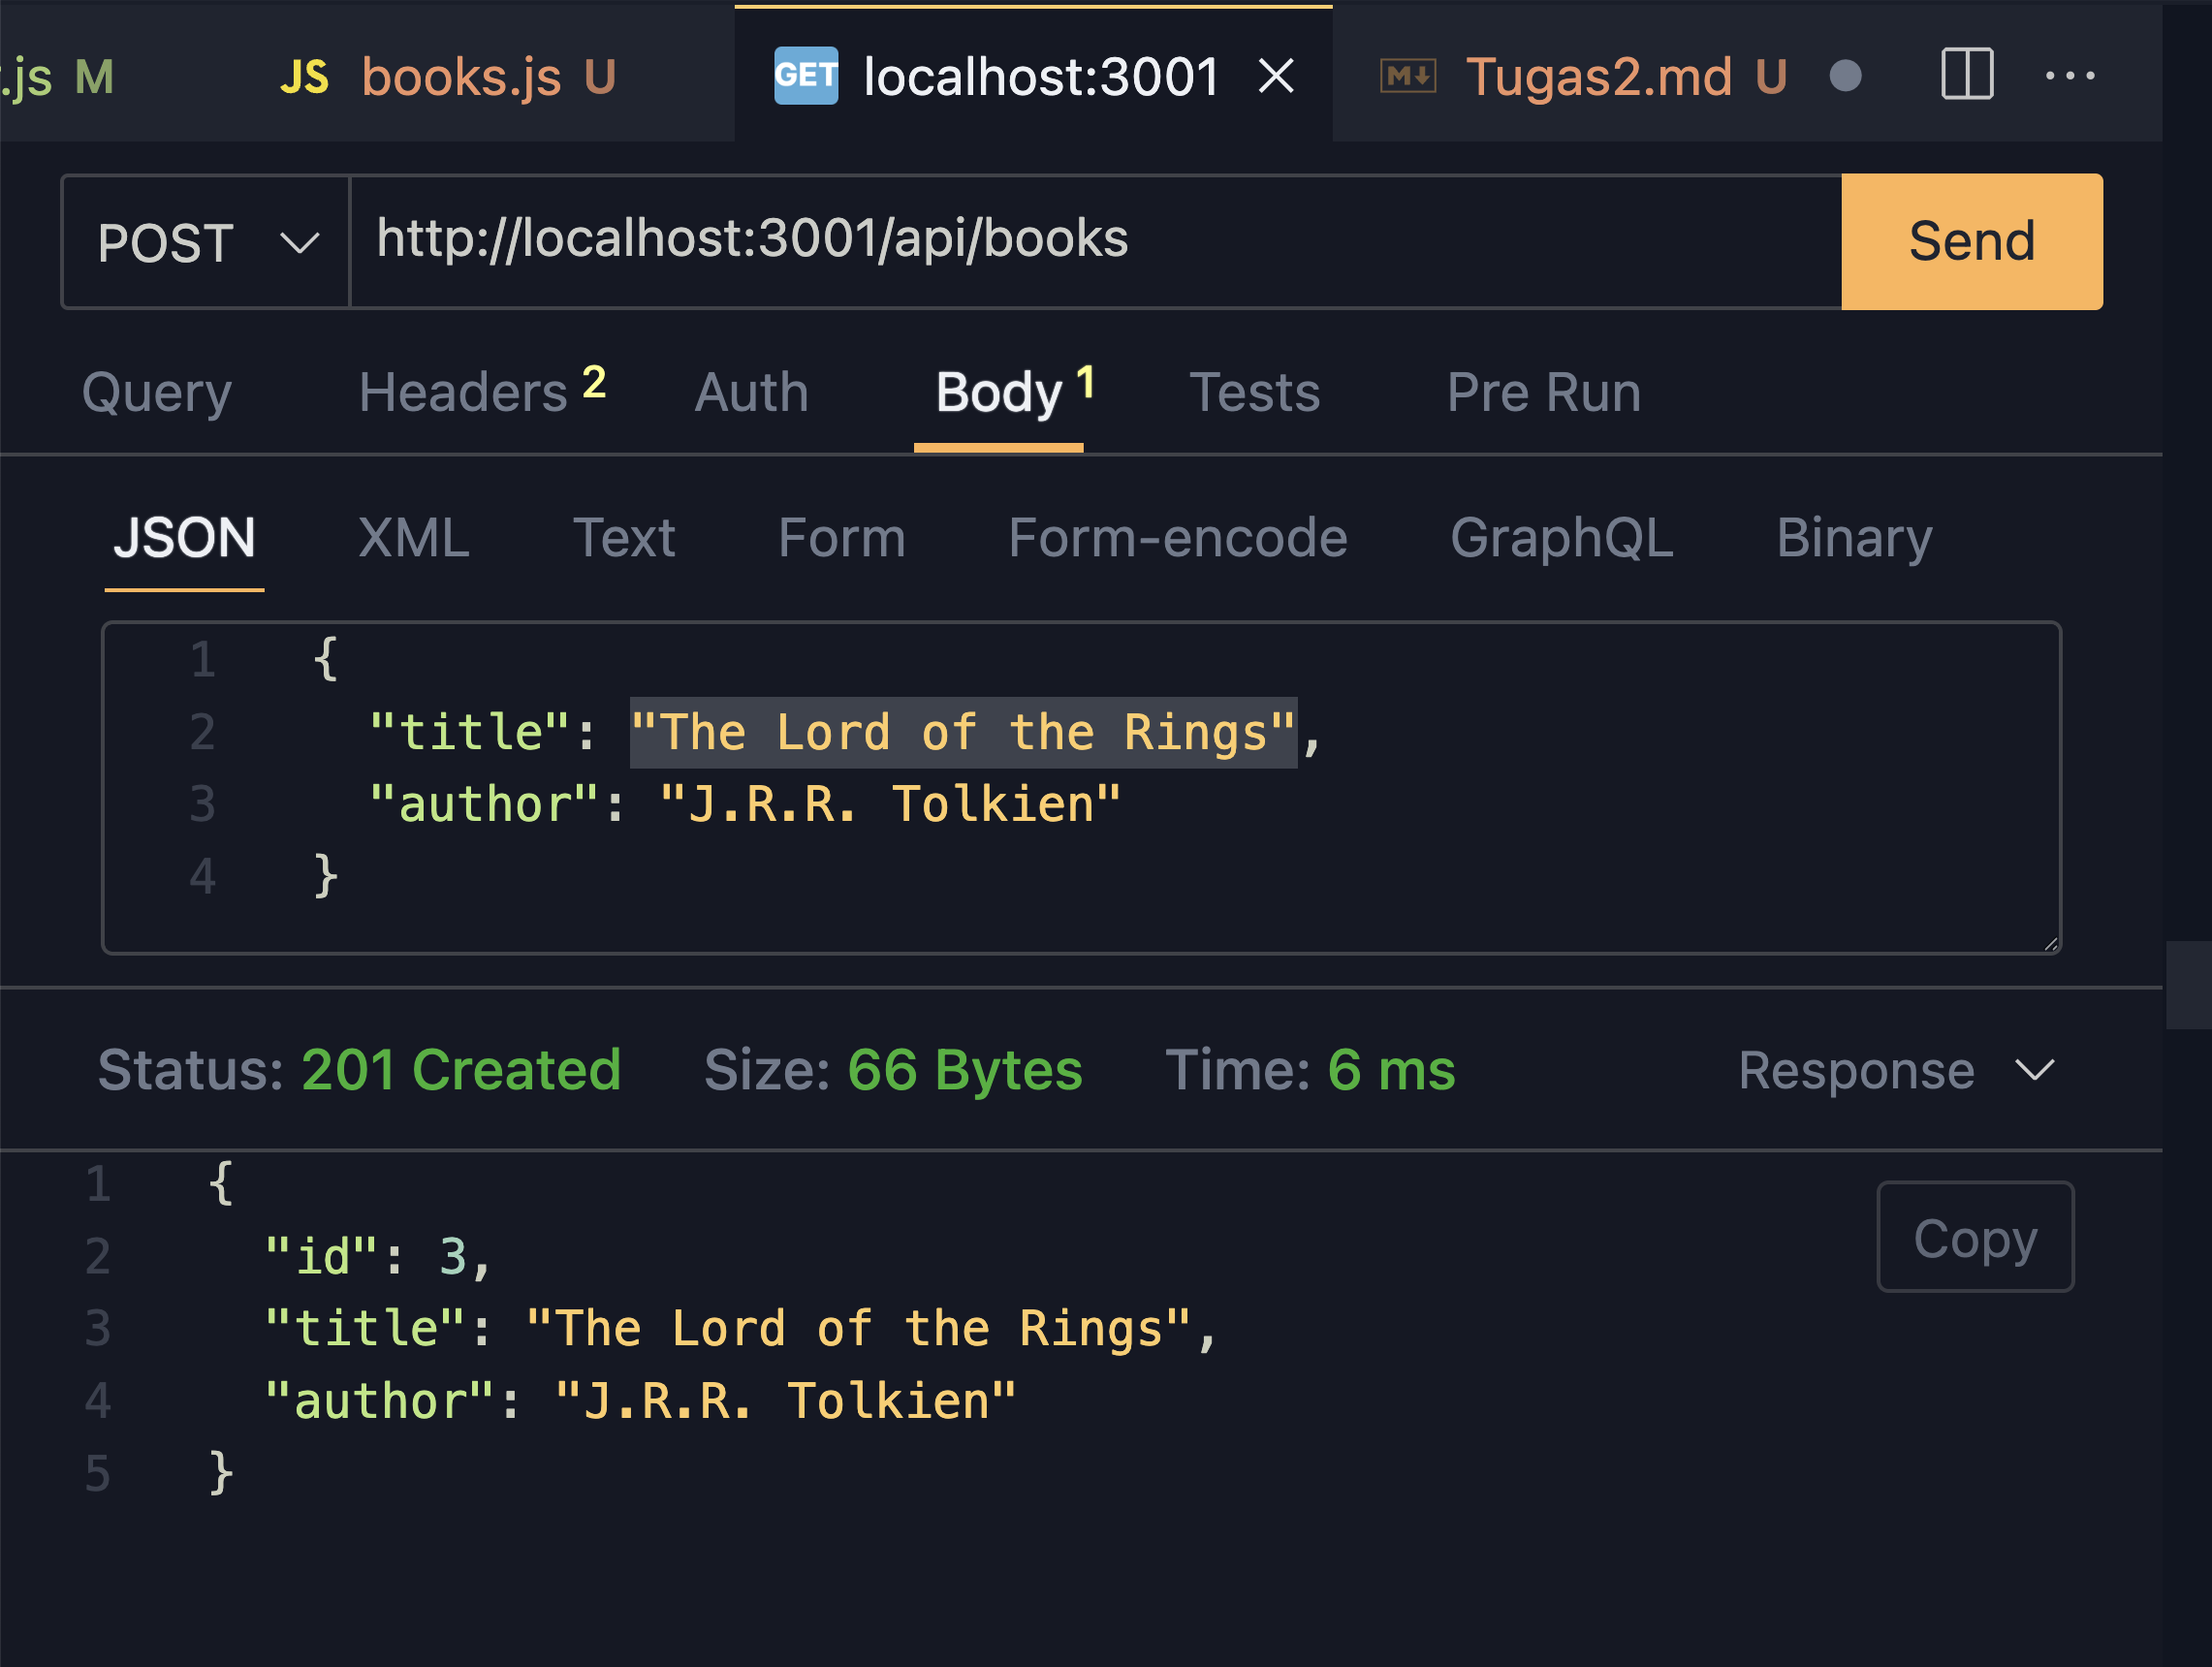 .js M JS books.js U GET localhost:3001 M↓ Tugas2.md U
POST http://localhost:3001/api/books Send
Query Headers 2 Auth Body 1 Tests Pre Run
JSON XML Text Form Form-encode GraphQL Binary
1 {
2 "title": "The Lord of the Rings",
3 "author": "J.R.R. Tolkien"
4 }
Status: 201 Created Size: 66 Bytes Time: 6 ms Response
1 {
Copy
2 "id": 3,
3 "title": "The Lord of the Rings",
4 "author": "J.R.R. Tolkien"
5 }